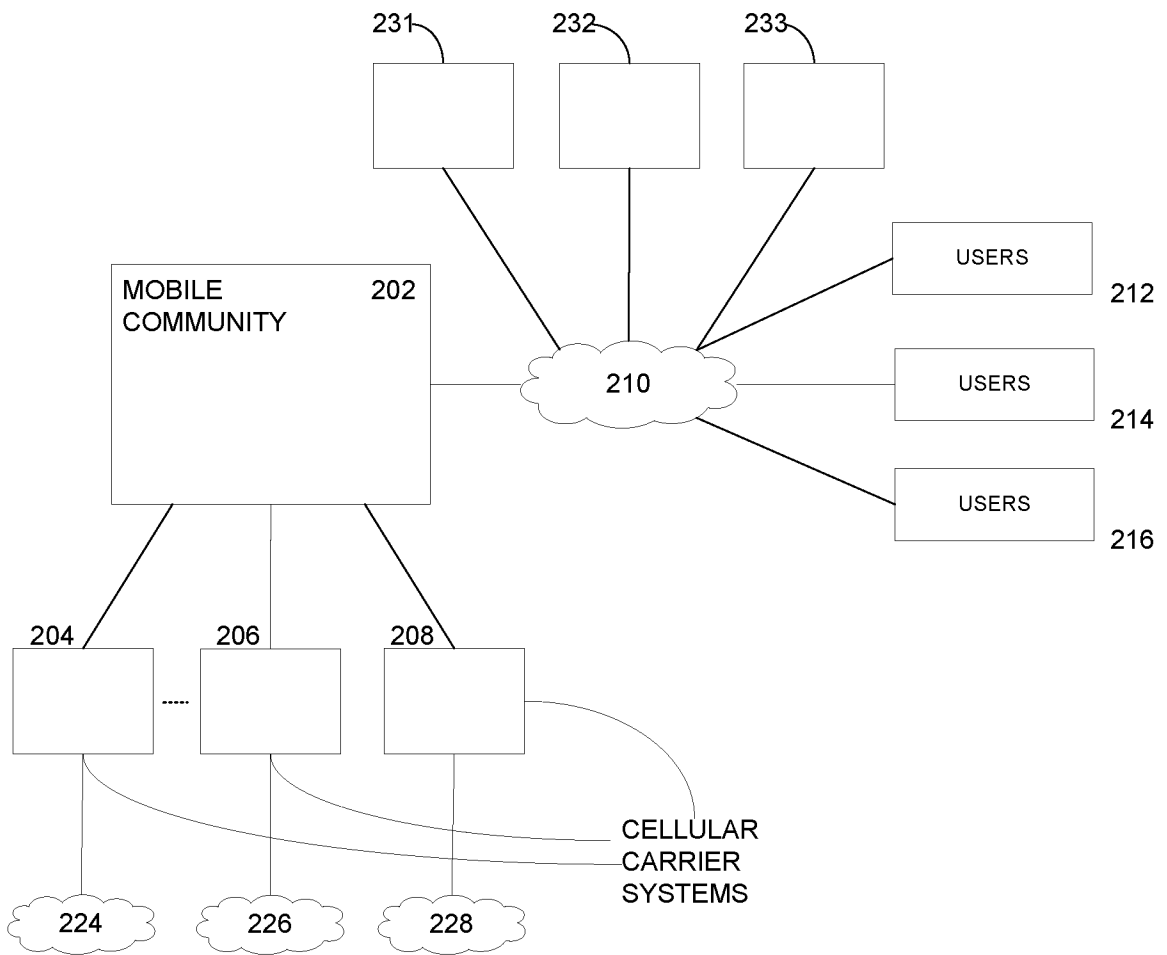 231
232
233
USERS
212
MOBILE
COMMUNITY
202
210
USERS
214
USERS
216
204
206
208
CELLULAR
CARRIER
SYSTEMS
224
226
228